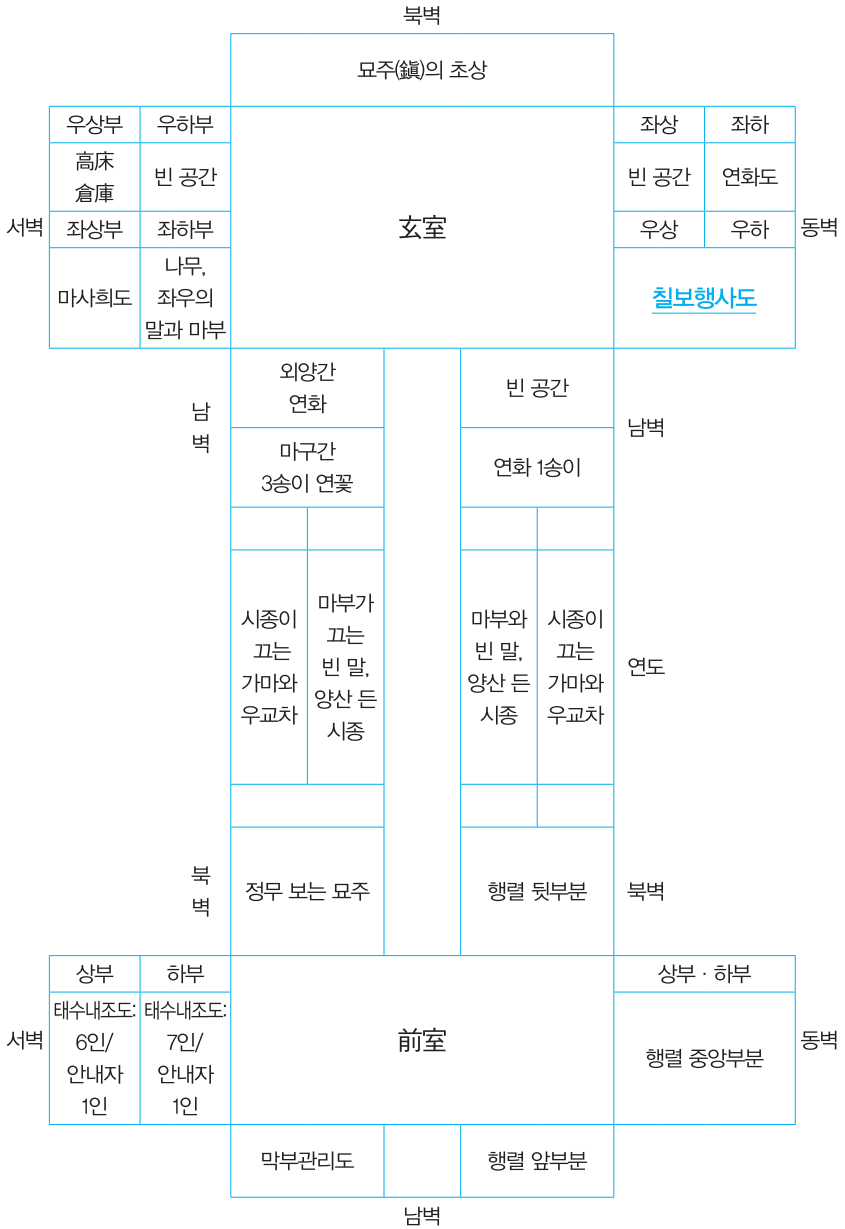 북벽
묘주(鎭)의 초상
우상부 우하부
좌상 좌하
高床
倉庫
빈 공간
빈 공간 연화도
서벽
좌상부 좌하부
玄室
우상 우하
동벽
마사희도
나무,
좌우의
말과 마부
칠보행사도
남
벽
외양간
연화
빈 공간
남벽
마구간
3송이 연꽃
연화 1송이
시종이
끄는
가마와
우교차
마부가
끄는
빈 말,
양산 든
시종
마부와
빈 말,
양산 든
시종
시종이
끄는
가마와
우교차
연도
북
벽
정무 보는 묘주
행렬 뒷부분
북벽
상부 하부
상부 · 하부
서벽
태수내조도:
6인/
안내자
1인
태수내조도:
7인/
안내자
1인
前室
행렬 중앙부분
동벽
막부관리도
행렬 앞부분
남벽